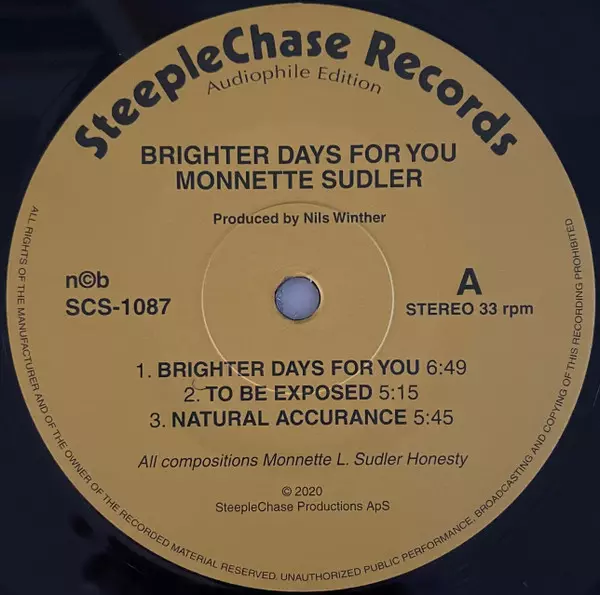 SteepleChase Records
Audiophile Edition
BRIGHTER DAYS FOR YOU
MONNETTE SUDLER
Produced by Nils Winther
n©b
SCS-1087
A
STEREO 33 rpm
1. BRIGHTER DAYS FOR YOU 6:49
2. TO BE EXPOSED 5:15
3. NATURAL ACCURANCE 5:45
All compositions Monnette L. Sudler Honesty
© 2020
SteepleChase Productions ApS
ALL RIGHTS OF THE MANUFACTURER AND OF THE OWNER OF THE RECORDED MATERIAL RESERVED. UNAUTHORIZED PUBLIC PERFORMANCE, BROADCASTING AND COPYING OF THIS RECORDING PROHIBITED